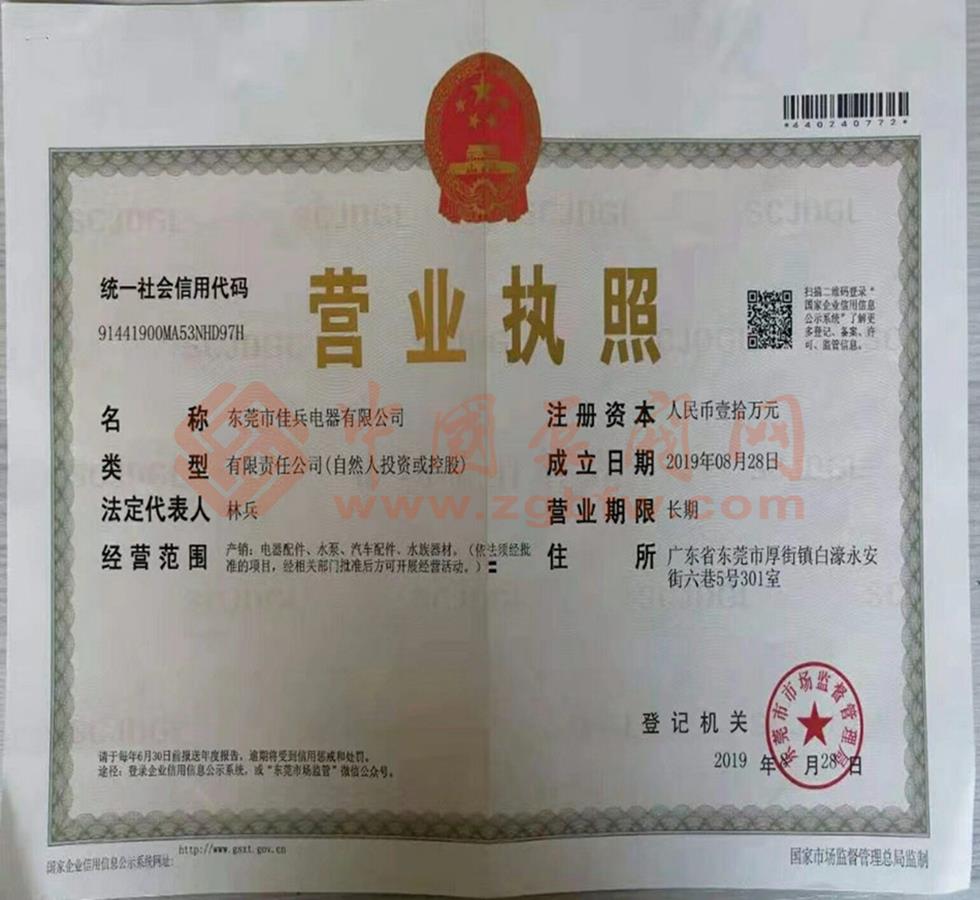 *440740772*
统一社会信用代码
91441900MA53NHD97H
营业执照
扫描二维码登录“
国家企业信用信息
公示系统”了解更
多登记、备案、许
可、监管信息。
名 称 东莞市佳兵电器有限公司
注册资本 人民币壹拾万元
类 型 有限责任公司(自然人投资或控股)
成立日期 2019年08月28日
法定代表人 林兵
营业期限 长期
经营范围 产销：电器配件、水泵、汽车配件、水族器材。（依法须经批
准的项目，经相关部门批准后方可开展经营活动。）
住 所 广东省东莞市厚街镇白濠永安
街六巷5号301室
中国泵阀网
www.zgbfw.com
登记机关
东莞市市场监督管理局
2019 年 8 月 28 日
请于每年6月30日前报送年度报告，逾期将受到信用惩戒和处罚。
途径：登录企业信用信息公示系统，或“东莞市场监管”微信公众号。
国家企业信用信息公示系统网址：
http://www.gsxt.gov.cn
国家市场监督管理总局监制